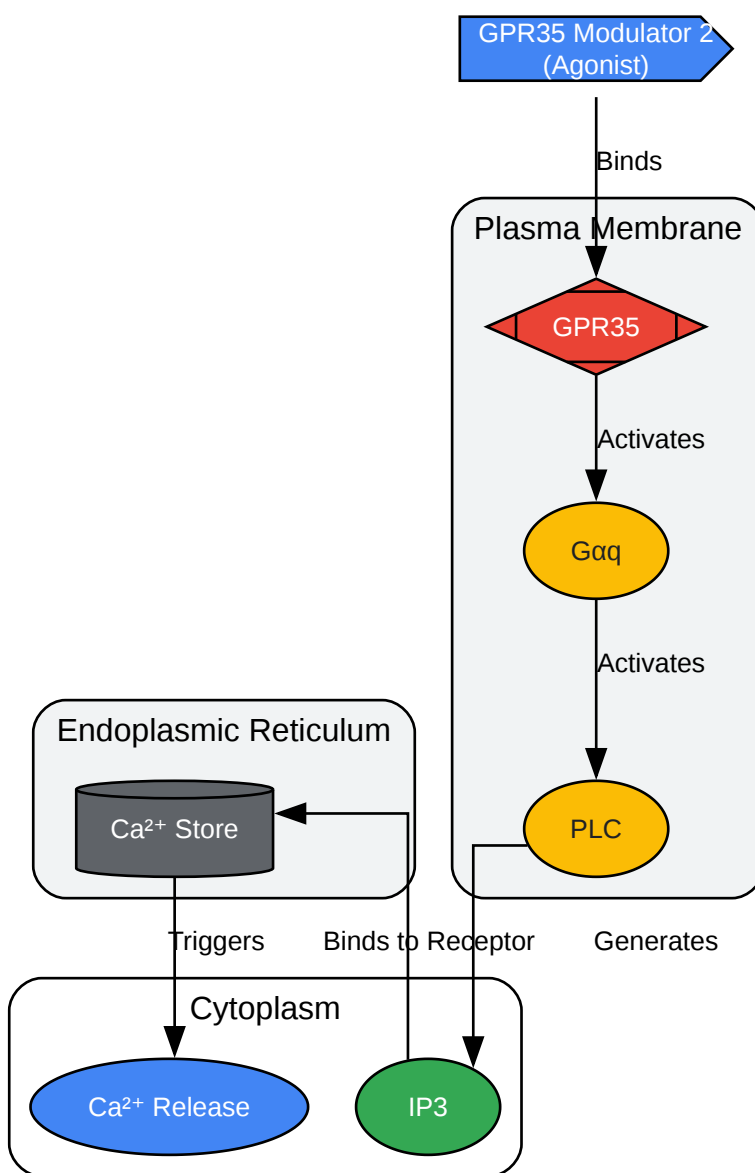 GPR35 Modulator 2
(Agonist)
Binds
Plasma Membrane
GPR35
Activates
Gαq
Activates
Endoplasmic Reticulum
Ca²⁺ Store
PLC
Triggers
Binds to Receptor
Generates
Cytoplasm
Ca²⁺ Release
IP3